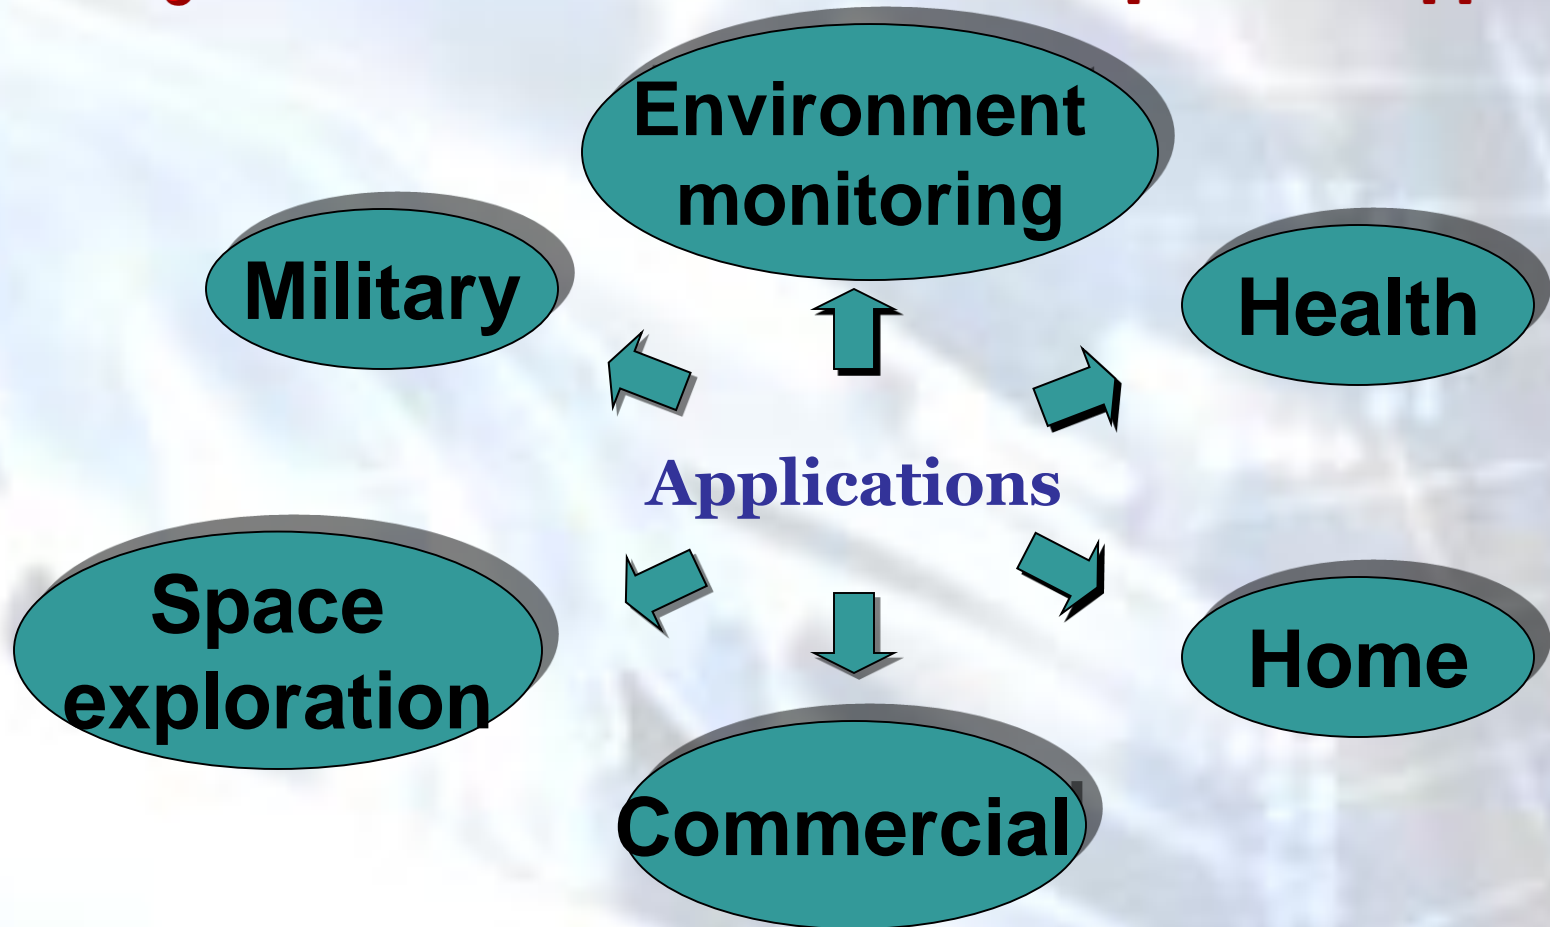 Environment
monitoring
Military
Health
Applications
Space
exploration
Home
Commercial